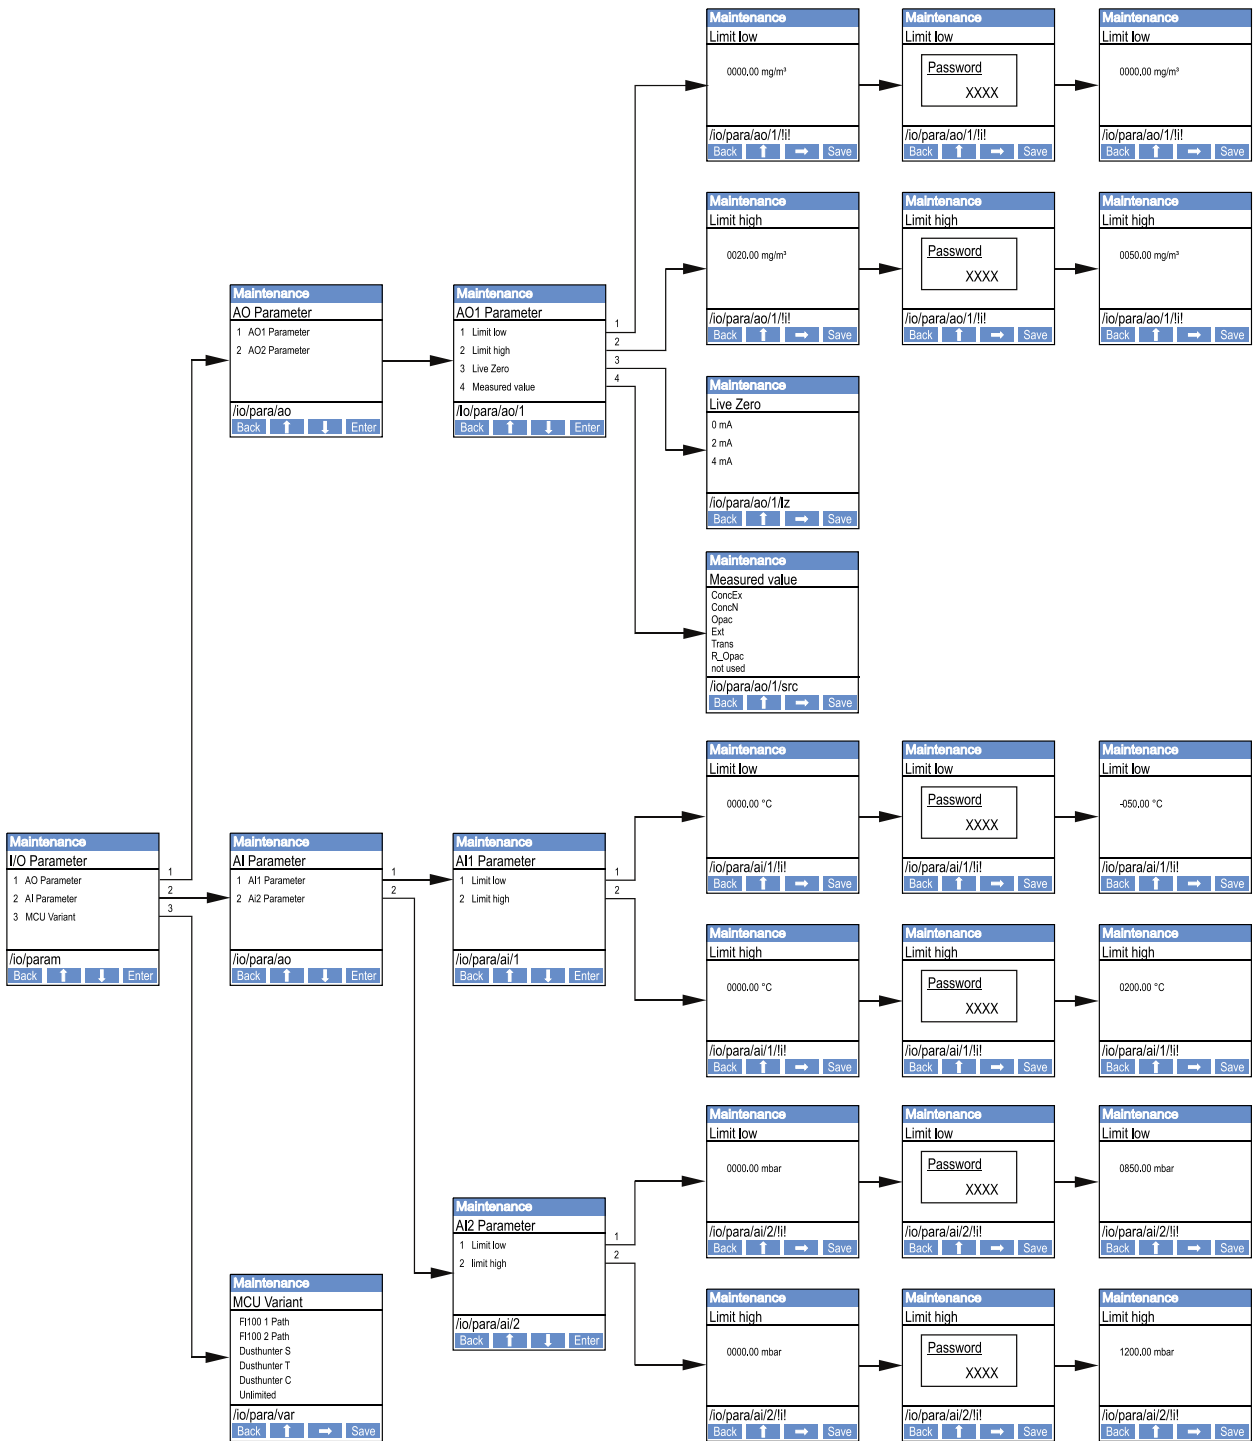 Maintenance
Limit low
0000.00 mg/m³
/io/para/ao/1/!i!
Back Save
Maintenance
Limit low
Password
XXXX
/io/para/ao/1/!i!
Back Save
Maintenance
Limit low
0000.00 mg/m³
/io/para/ao/1/!i!
Back Save
Maintenance
Limit high
0020.00 mg/m³
/io/para/ao/1/!i!
Back Save
Maintenance
Limit high
Password
XXXX
/io/para/ao/1/!i!
Back Save
Maintenance
Limit high
0050.00 mg/m³
/io/para/ao/1/!i!
Back Save
Maintenance
AO Parameter
1 AO1 Parameter
2 AO2 Parameter
/io/para/ao
Back Enter
Maintenance
AO1 Parameter
1 Limit low
2 Limit high
3 Live Zero
4 Measured value
/Io/para/ao/1
Back Enter
1
2
3
4
Maintenance
Live Zero
0 mA
2 mA
4 mA
/io/para/ao/1/lz
Back Save
Maintenance
Measured value
ConcEx
ConcN
Opac
Ext
Trans
R_Opac
not used
/io/para/ao/1/src
Back Save
Maintenance
I/O Parameter
1 AO Parameter
2 AI Parameter
3 MCU Variant
/io/param
Back Enter
1
2
3
Maintenance
AI Parameter
1 AI1 Parameter
2 Ai2 Parameter
/io/para/ao
Back Enter
1
2
Maintenance
AI1 Parameter
1 Limit low
2 Limit high
/io/para/ai/1
Back Enter
1
2
Maintenance
Limit low
0000.00 °C
/io/para/ai/1/!i!
Back Save
Maintenance
Limit low
Password
XXXX
/io/para/ai/1/!i!
Back Save
Maintenance
Limit low
-050.00 °C
/io/para/ai/1/!i!
Back Save
Maintenance
Limit high
0000.00 °C
/io/para/ai/1/!i!
Back Save
Maintenance
Limit high
Password
XXXX
/io/para/ai/1/!i!
Back Save
Maintenance
Limit high
0200.00 °C
/io/para/ai/1/!i!
Back Save
Maintenance
AI2 Parameter
1 Limit low
2 limit high
/io/para/ai/2
Back Enter
1
2
Maintenance
Limit low
0000.00 mbar
/io/para/ai/2/!i!
Back Save
Maintenance
Limit low
Password
XXXX
/io/para/ai/2/!i!
Back Save
Maintenance
Limit low
0850.00 mbar
/io/para/ai/2/!i!
Back Save
Maintenance
Limit high
0000.00 mbar
/io/para/ai/2/!i!
Back Save
Maintenance
Limit high
Password
XXXX
/io/para/ai/2/!i!
Back Save
Maintenance
Limit high
1200.00 mbar
/io/para/ai/2/!i!
Back Save
Maintenance
MCU Variant
Fl100 1 Path
Fl100 2 Path
Dusthunter S
Dusthunter T
Dusthunter C
Unlimited
/io/para/var
Back Save